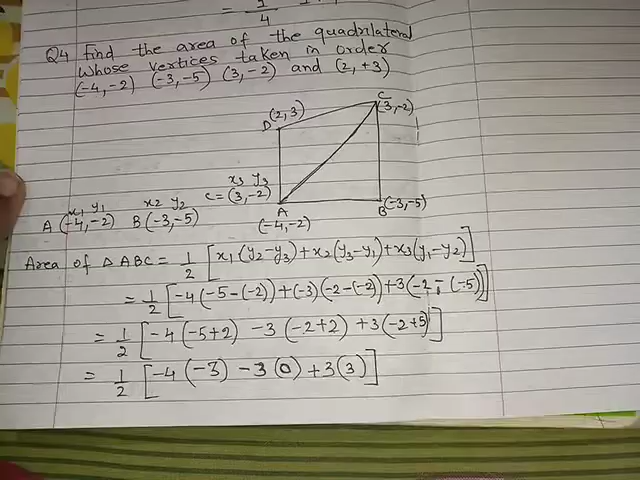 = 1/4
Q4 Find the area of the quadrilateral
Whose vertices taken in order
(-4,-2) (-3,-5) (3,-2) and (2,+3)
D (2,3)
C (3,-2)
A (-4,-2)
B (-3,-5)
x1 y1 x2 y2 x3 y3
A (-4,-2) B(-3,-5) C=(3,-2)
Area of △ABC = 1/2 [x1(y2-y3)+x2(y3-y1)+x3(y1-y2)]
= 1/2 [-4(-5-(-2))+(-3)(-2-(-2))+3(-2-(-5)]
= 1/2 [-4(-5+2) -3(-2+2) +3(-2+5)]
= 1/2 [-4(-3) -3(0) +3(3)]